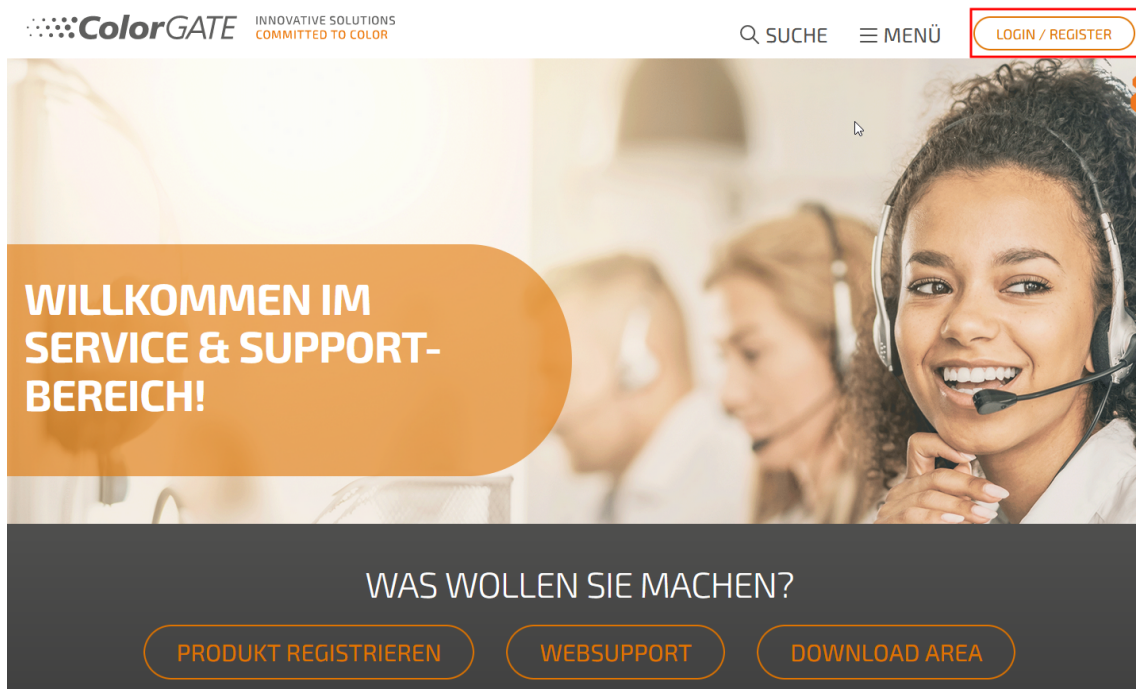 ColorGATE
INNOVATIVE SOLUTIONS
COMMITTED TO COLOR
SUCHE
MENÜ
LOGIN / REGISTER
WILLKOMMEN IM
SERVICE & SUPPORT-
BEREICH!
WAS WOLLEN SIE MACHEN?
PRODUKT REGISTRIEREN
WEBSUPPORT
DOWNLOAD AREA